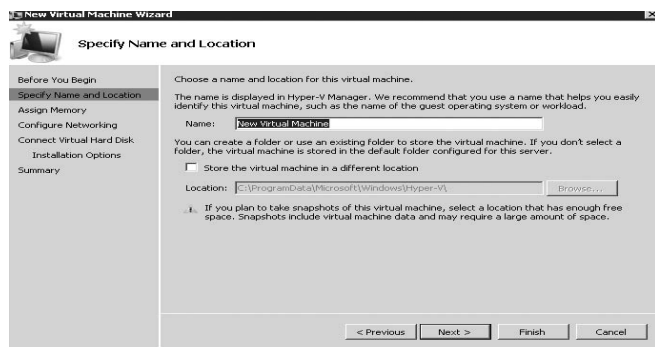 New Virtual Machine Wizard
Specify Name and Location
Before You Begin
Specify Name and Location
Assign Memory
Configure Networking
Connect Virtual Hard Disk
Installation Options
Summary
Choose a name and location for this virtual machine.
The name is displayed in Hyper-V Manager. We recommend that you use a name that helps you easily
identify this virtual machine, such as the name of the guest operating system or workload.
Name: New Virtual Machine
You can create a folder or use an existing folder to store the virtual machine. If you don't select a
folder, the virtual machine is stored in the default folder configured for this server.
Store the virtual machine in a different location
Location: C:\ProgramData\Microsoft\Windows\Hyper-V\ Browse...
If you plan to take snapshots of this virtual machine, select a location that has enough free
space. Snapshots include virtual machine data and may require a large amount of space.
< Previous Next > Finish Cancel